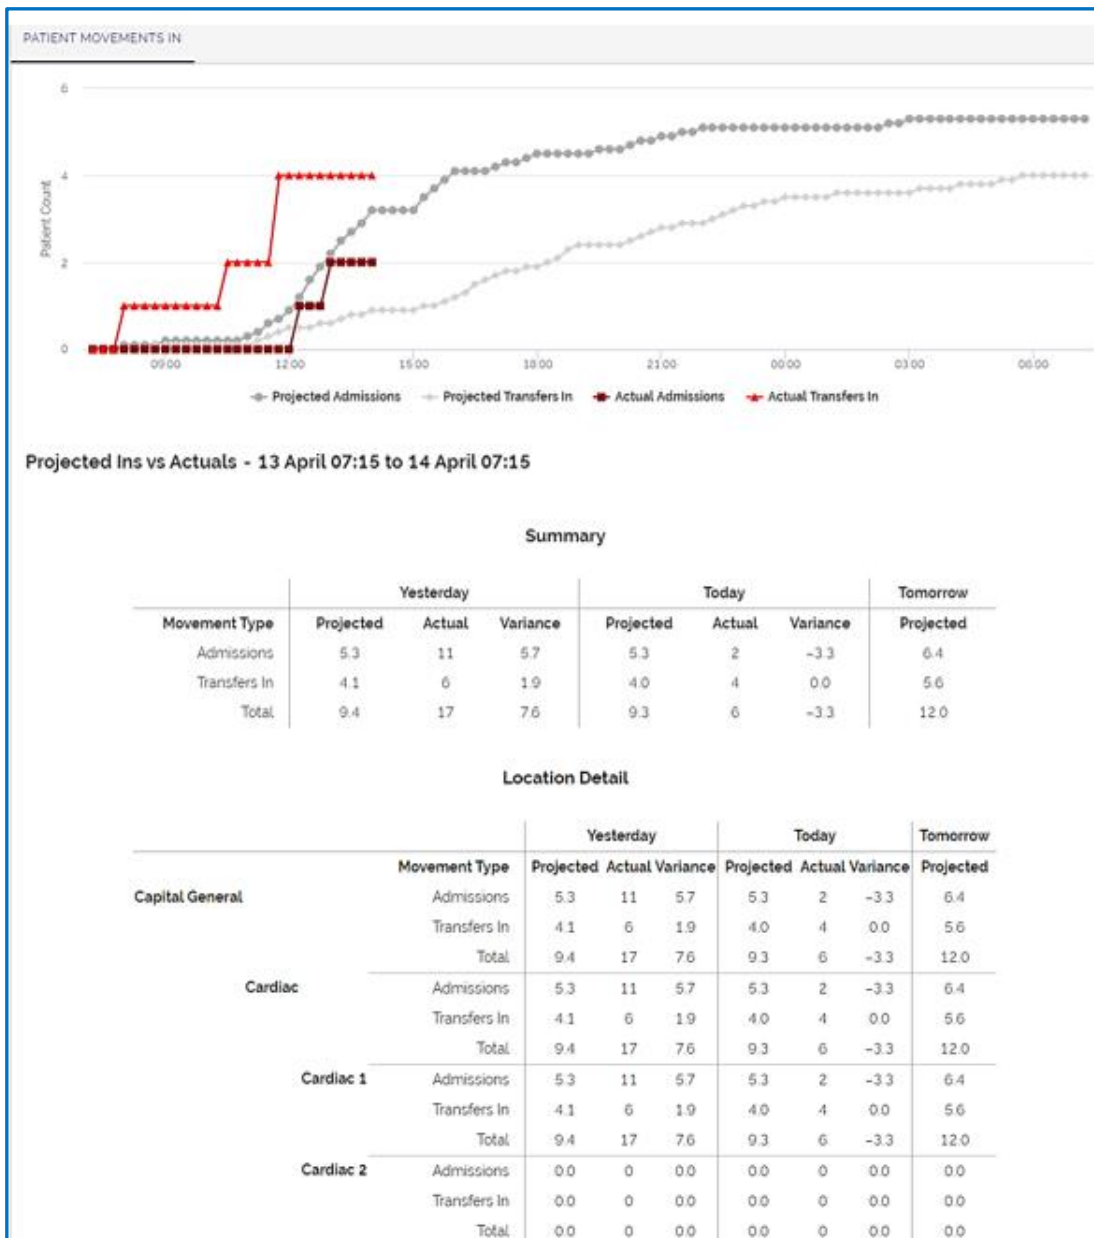 PATIENT MOVEMENTS IN
6
4
2
0
Patient Count
09:00 12:00 15:00 18:00 21:00 00:00 03:00 06:00
Projected Admissions Projected Transfers In Actual Admissions Actual Transfers In
Projected Ins vs Actuals - 13 April 07:15 to 14 April 07:15
Summary
Yesterday Today Tomorrow
Movement Type Projected Actual Variance Projected Actual Variance Projected
Admissions 5.3 11 5.7 5.3 2 -3.3 6.4
Transfers In 4.1 6 1.9 4.0 4 0.0 5.6
Total 9.4 17 7.6 9.3 6 -3.3 12.0
Location Detail
Yesterday Today Tomorrow
Movement Type Projected Actual Variance Projected Actual Variance Projected
Capital General Admissions 5.3 11 5.7 5.3 2 -3.3 6.4
Transfers In 4.1 6 1.9 4.0 4 0.0 5.6
Total 9.4 17 7.6 9.3 6 -3.3 12.0
Cardiac Admissions 5.3 11 5.7 5.3 2 -3.3 6.4
Transfers In 4.1 6 1.9 4.0 4 0.0 5.6
Total 9.4 17 7.6 9.3 6 -3.3 12.0
Cardiac 1 Admissions 5.3 11 5.7 5.3 2 -3.3 6.4
Transfers In 4.1 6 1.9 4.0 4 0.0 5.6
Total 9.4 17 7.6 9.3 6 -3.3 12.0
Cardiac 2 Admissions 0.0 0 0.0 0.0 0 0.0 0.0
Transfers In 0.0 0 0.0 0.0 0 0.0 0.0
Total 0.0 0 0.0 0.0 0 0.0 0.0